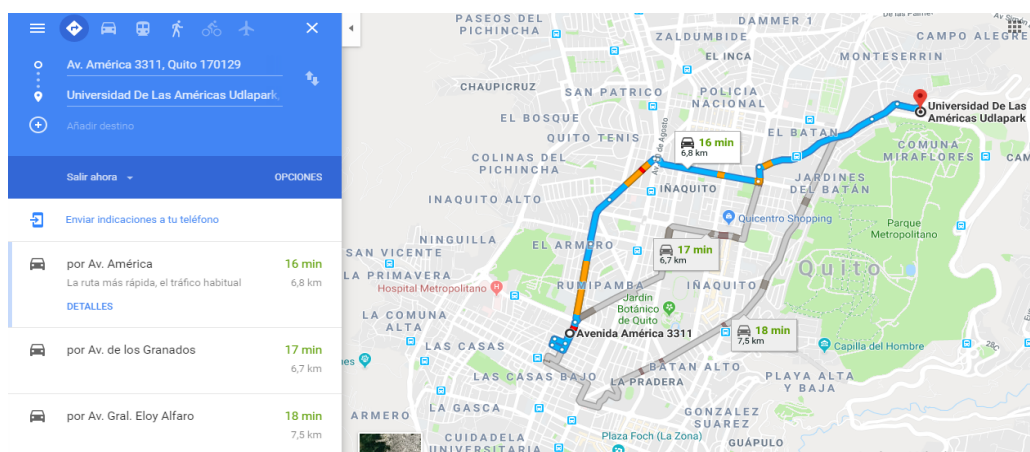 Av. América 3311, Quito 170129
Universidad De Las Américas Udlapark,
Añadir destino
Salir ahora
OPCIONES
Enviar indicaciones a tu teléfono
por Av. América
16 min
La ruta más rápida, el tráfico habitual
6,8 km
DETALLES
por Av. de los Granados
17 min
6,7 km
por Av. Gral. Eloy Alfaro
18 min
7,5 km
PASEOS DEL
PICHINCHA
DAMMER 1
ZALDUMBIDE
CAMPO ALEGRE
EL INCA
MONTESERRIN
CHAUPICRUZ
SAN PATRICIO
POLICIA
NACIONAL
Universidad De Las
Américas Udlapark
EL BOSQUE
EL BATAN
QUITO TENIS
16 min
6,8 km
COMUNA
MIRAFLORES
COLINAS DEL
PICHINCHA
IÑAQUITO
JARDINES
DEL BATÁN
INAQUITO ALTO
Quicentro Shopping
Parque
Metropolitano
NINGUILLA
EL ARMERO
SAN VICENTE
17 min
6,7 km
LA PRIMAVERA
Hospital Metropolitano
RUMIPAMBA
IÑAQUITO
Quito
Jardín
Botánico
de Quito
LA COMUNA
ALTA
Avenida América 3311
18 min
7,5 km
LAS CASAS
Capilla del Hombre
BATAN ALTO
LAS CASAS BAJO
LA PRADERA
PLAYA ALTA
Y BAJA
ARMERO
LA GASCA
GONZALEZ
SUAREZ
CIUDADELA
UNIVERSITARIA
Plaza Foch (La Zona)
GUÁPULO